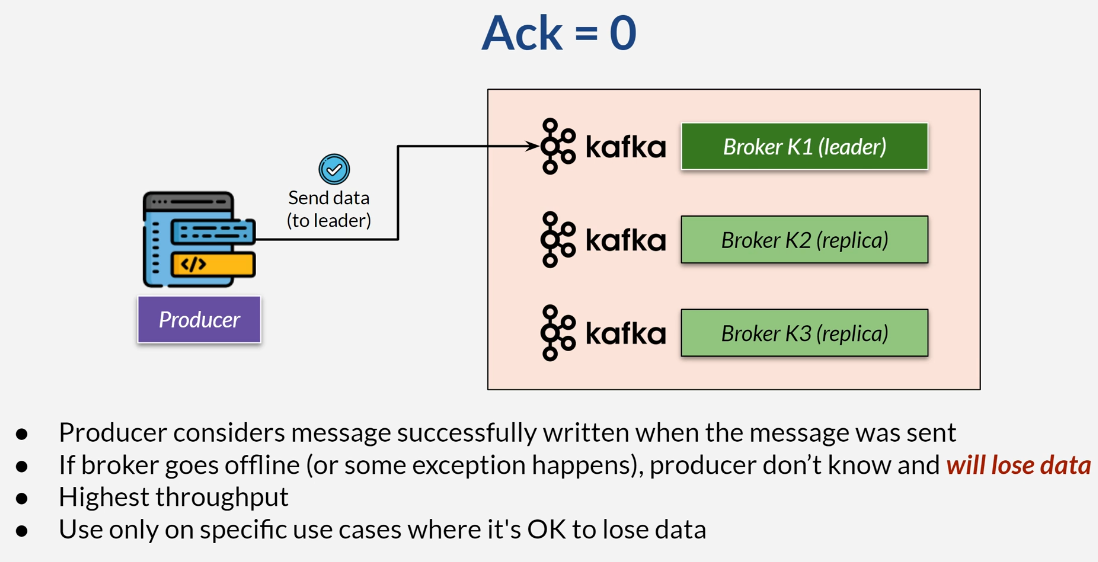 Ack = 0
kafka
Broker K1 (leader)
Send data
(to leader)
</>
kafka
Broker K2 (replica)
Producer
kafka
Broker K3 (replica)
● Producer considers message successfully written when the message was sent
● If broker goes offline (or some exception happens), producer don't know and will lose data
● Highest throughput
● Use only on specific use cases where it's OK to lose data